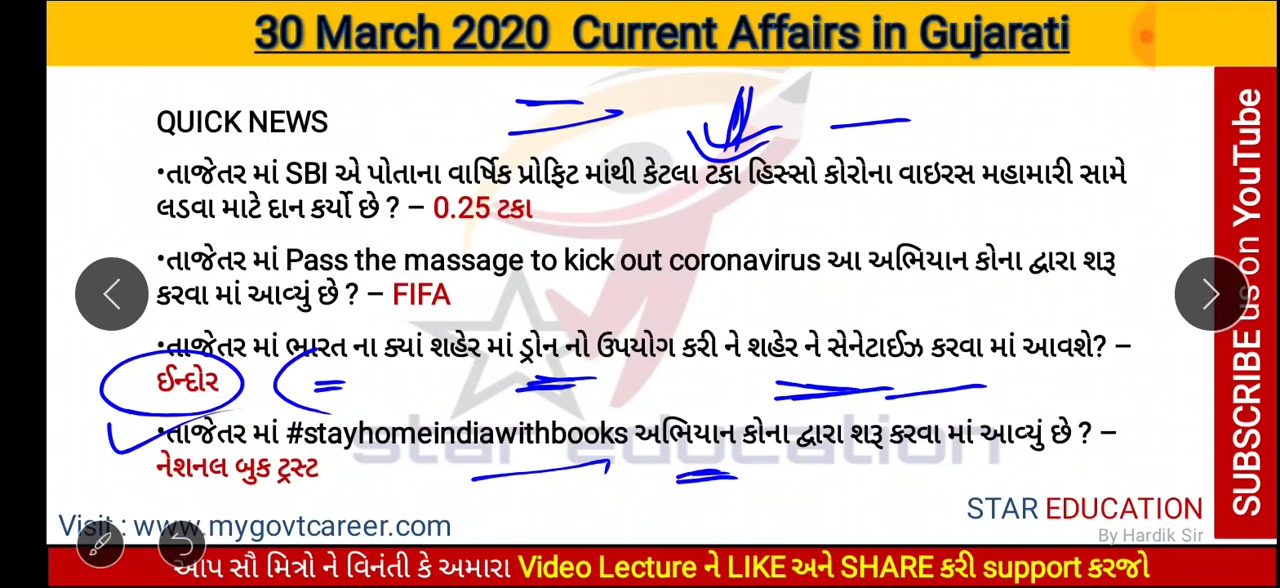 30 March 2020 Current Affairs in Gujarati
QUICK NEWS
•તાજેતર માં SBI એ પોતાના વાર્ષિક પ્રોફિટ માંથી કેટલા ટકા હિસ્સો કોરોના વાઇરસ મહામારી સામે
લડવા માટે દાન કર્યો છે ? – 0.25 ટકા
•તાજેતર માં Pass the massage to kick out coronavirus આ અભિયાન કોના દ્વારા શરૂ
કરવા માં આવ્યું છે ? – FIFA
•તાજેતર માં ભારત ના ક્યાં શહેર માં ડ્રોન નો ઉપયોગ કરી ને શહેર ને સેનેટાઈઝ કરવા માં આવશે? –
ઈન્દોર
•તાજેતર માં #stayhomeindiawithbooks અભિયાન કોના દ્વારા શરૂ કરવા માં આવ્યું છે ? –
નેશનલ બુક ટ્રસ્ટ
star education
STAR EDUCATION
Visit : www.mygovtcareer.com
By Hardik Sir
આપ સૌ મિત્રો ને વિનંતી કે અમારા Video Lecture ને LIKE અને SHARE કરી support કરજો
SUBSCRIBE us on YouTube